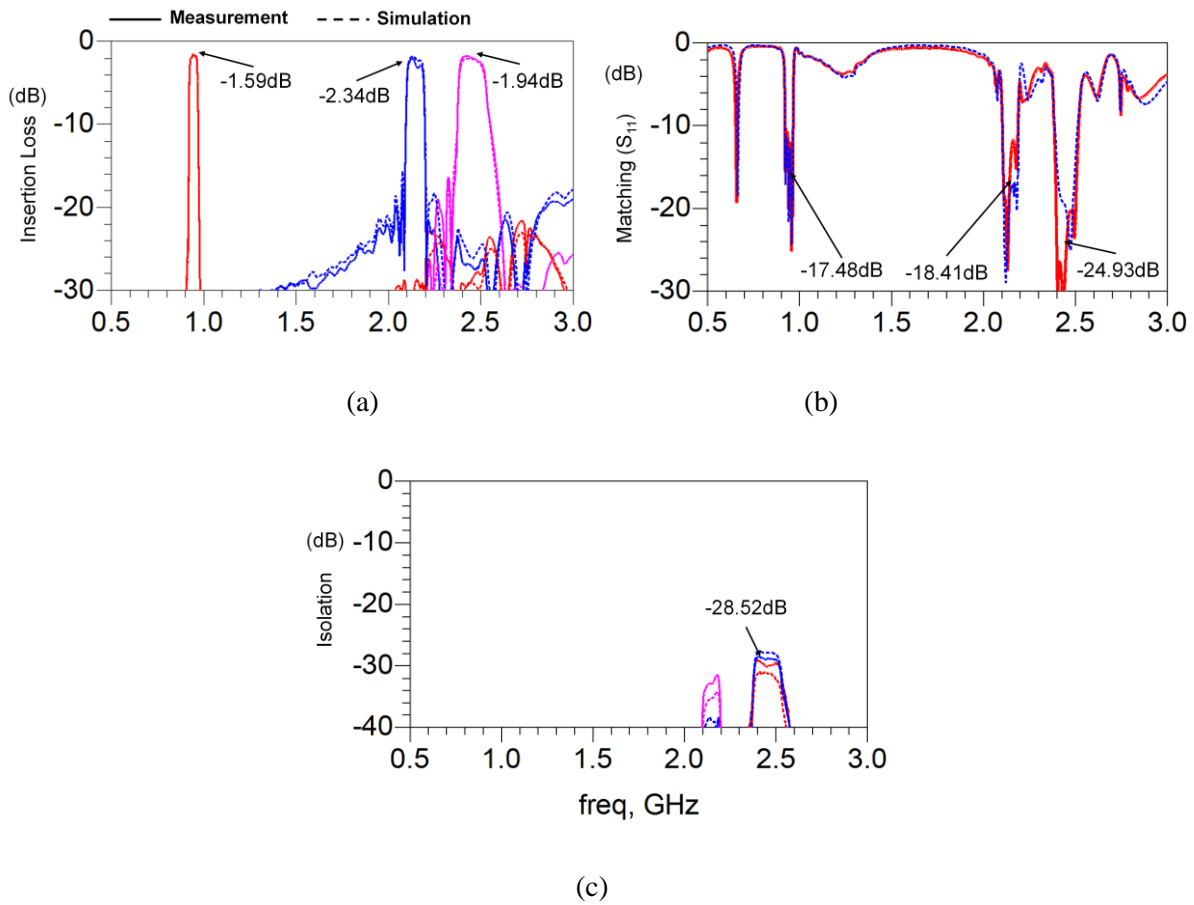 Measurement Simulation
0
-10
-20
-30
(dB)
Insertion Loss
-1.59dB
-2.34dB
-1.94dB
0.5 1.0 1.5 2.0 2.5 3.0
(a)
0
-10
-20
-30
(dB)
Matching (S₁₁)
-17.48dB
-18.41dB
-24.93dB
0.5 1.0 1.5 2.0 2.5 3.0
(b)
0
-10
-20
-30
-40
(dB)
Isolation
-28.52dB
0.5 1.0 1.5 2.0 2.5 3.0
freq, GHz
(c)